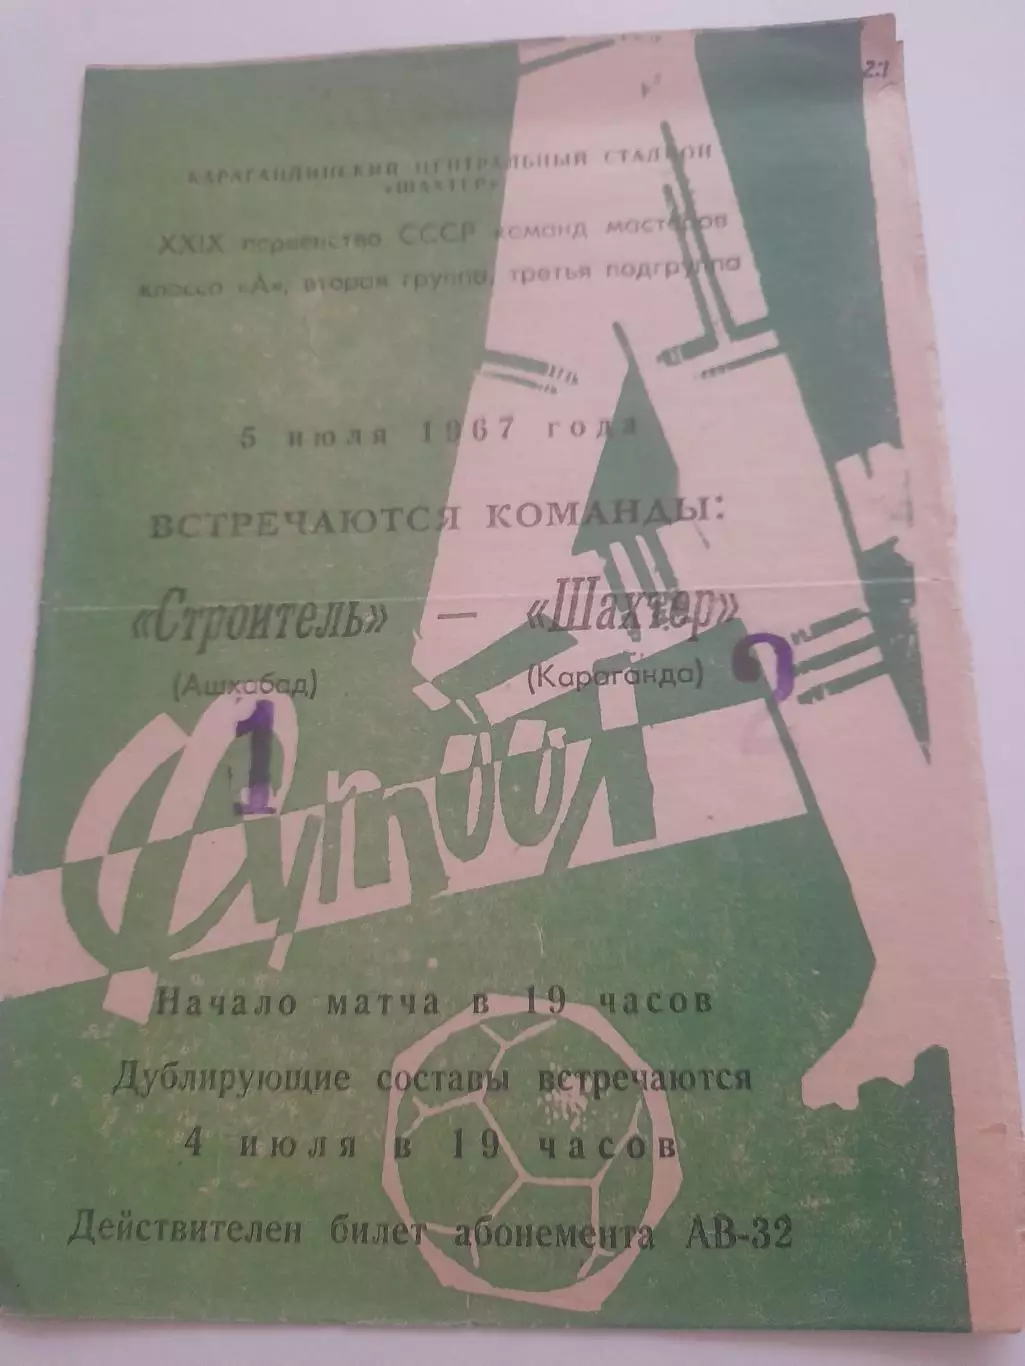 2:1
КАРАГАНДИНСКИЙ ЦЕНТРАЛЬНЫЙ СТАДИОН
«ШАХТЕР»
XXIX первенство СССР команд мастеров
класса «А», вторая группа, третья подгруппа
5 июля 1967 года
ВСТРЕЧАЮТСЯ КОМАНДЫ:
«Строитель» — «Шахтер»
(Ашхабад) (Караганда)
1 2
Футбол
Начало матча в 19 часов
Дублирующие составы встречаются
4 июля в 19 часов
Действителен билет абонемента АВ-32